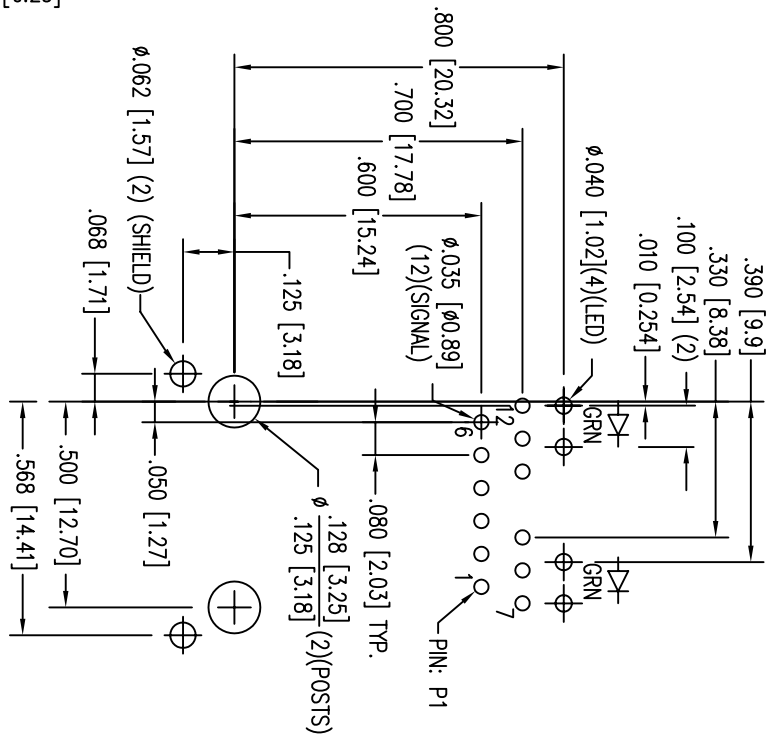 .800 [20.32]
.700 [17.78]
.600 [15.24]
ø.062 [1.57] (2) (SHIELD)
.068 [1.71]
.125 [3.18]
ø.040 [1.02](4)(LED)
.390 [9.9]
.330 [8.38]
.100 [2.54] (2)
.010 [0.254]
ø.035 [ø0.89]
(12)(SIGNAL)
GRN
GRN
1
2
7
6
1
PIN: P1
.080 [2.03] TYP.
ø .128 [3.25]
.125 [3.18] (2)(POSTS)
.050 [1.27]
.500 [12.70]
.568 [14.41]